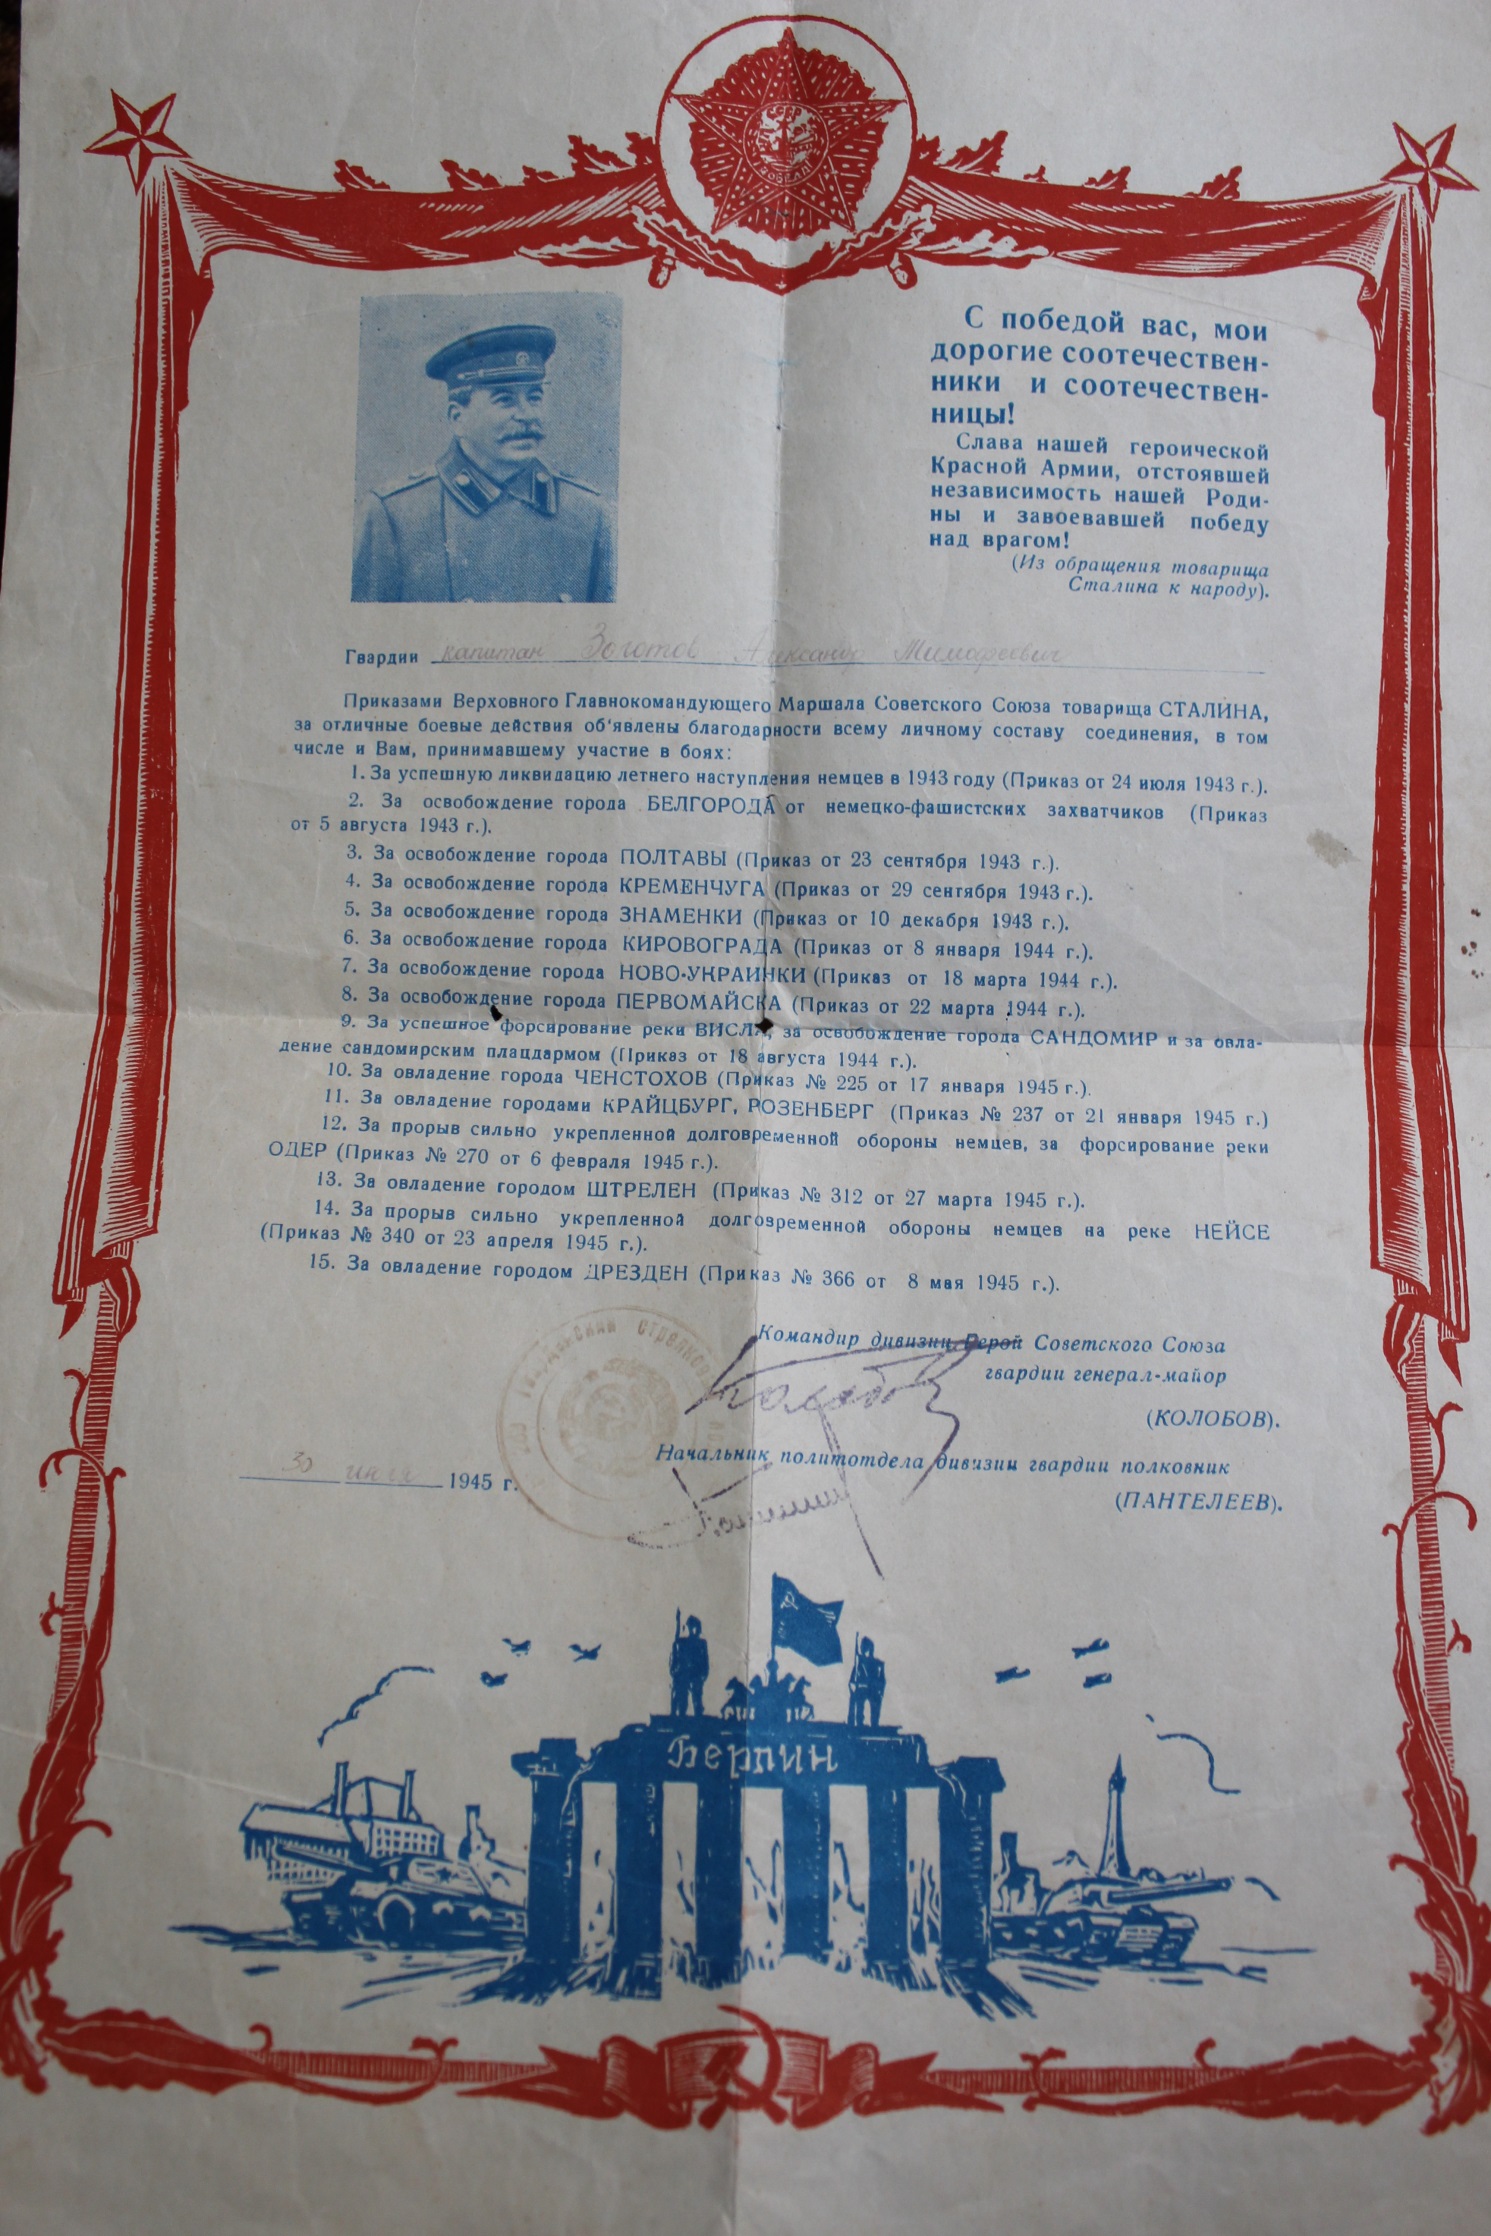 СССР
ПОБЕДА
С победой вас, мои
дорогие соотечествен-
ники и соотечествен-
ницы!
Слава нашей героической
Красной Армии, отстоявшей
независимость нашей Роди-
ны и завоевавшей победу
над врагом!
(Из обращения товарища
Сталина к народу).
Гвардии капитан Золотов Александр Тимофеевич
Приказами Верховного Главнокомандующего Маршала Советского Союза товарища СТАЛИНА,
за отличные боевые действия об'явлены благодарности всему личному составу соединения, в том
числе и Вам, принимавшему участие в боях:
1. За успешную ликвидацию летнего наступления немцев в 1943 году (Приказ от 24 июля 1943 г.).
2. За освобождение города БЕЛГОРОДА от немецко-фашистских захватчиков (Приказ
от 5 августа 1943 г.).
3. За освобождение города ПОЛТАВЫ (Приказ от 23 сентября 1943 г.).
4. За освобождение города КРЕМЕНЧУГА (Приказ от 29 сентября 1943 г.).
5. За освобождение города ЗНАМЕНКИ (Приказ от 10 декабря 1943 г.).
6. За освобождение города КИРОВОГРАДА (Приказ от 8 января 1944 г.).
7. За освобождение города НОВО-УКРАИНКИ (Приказ от 18 марта 1944 г.).
8. За освобождение города ПЕРВОМАЙСКА (Приказ от 22 марта 1944 г.).
9. За успешное форсирование реки ВИСЛА, за освобождение города САНДОМИР и за овла-
дение сандомирским плацдармом (Приказ от 18 августа 1944 г.).
10. За овладение города ЧЕНСТОХОВ (Приказ № 225 от 17 января 1945 г.).
11. За овладение городами КРАЙЦБУРГ, РОЗЕНБЕРГ (Приказ № 237 от 21 января 1945 г.)
12. За прорыв сильно укрепленной долговременной обороны немцев, за форсирование реки
ОДЕР (Приказ № 270 от 6 февраля 1945 г.).
13. За овладение городом ШТРЕЛЕН (Приказ № 312 от 27 марта 1945 г.).
14. За прорыв сильно укрепленной долговременной обороны немцев на реке НЕЙСЕ
(Приказ № 340 от 23 апреля 1945 г.).
15. За овладение городом ДРЕЗДЕН (Приказ № 366 от 8 мая 1945 г.).
Командир дивизии Герой Советского Союза
гвардии генерал-майор
Колобов
(КОЛОБОВ).
Начальник политотдела дивизии гвардии полковник
30 1945 г.
(ПАНТЕЛЕЕВ).
Берлин